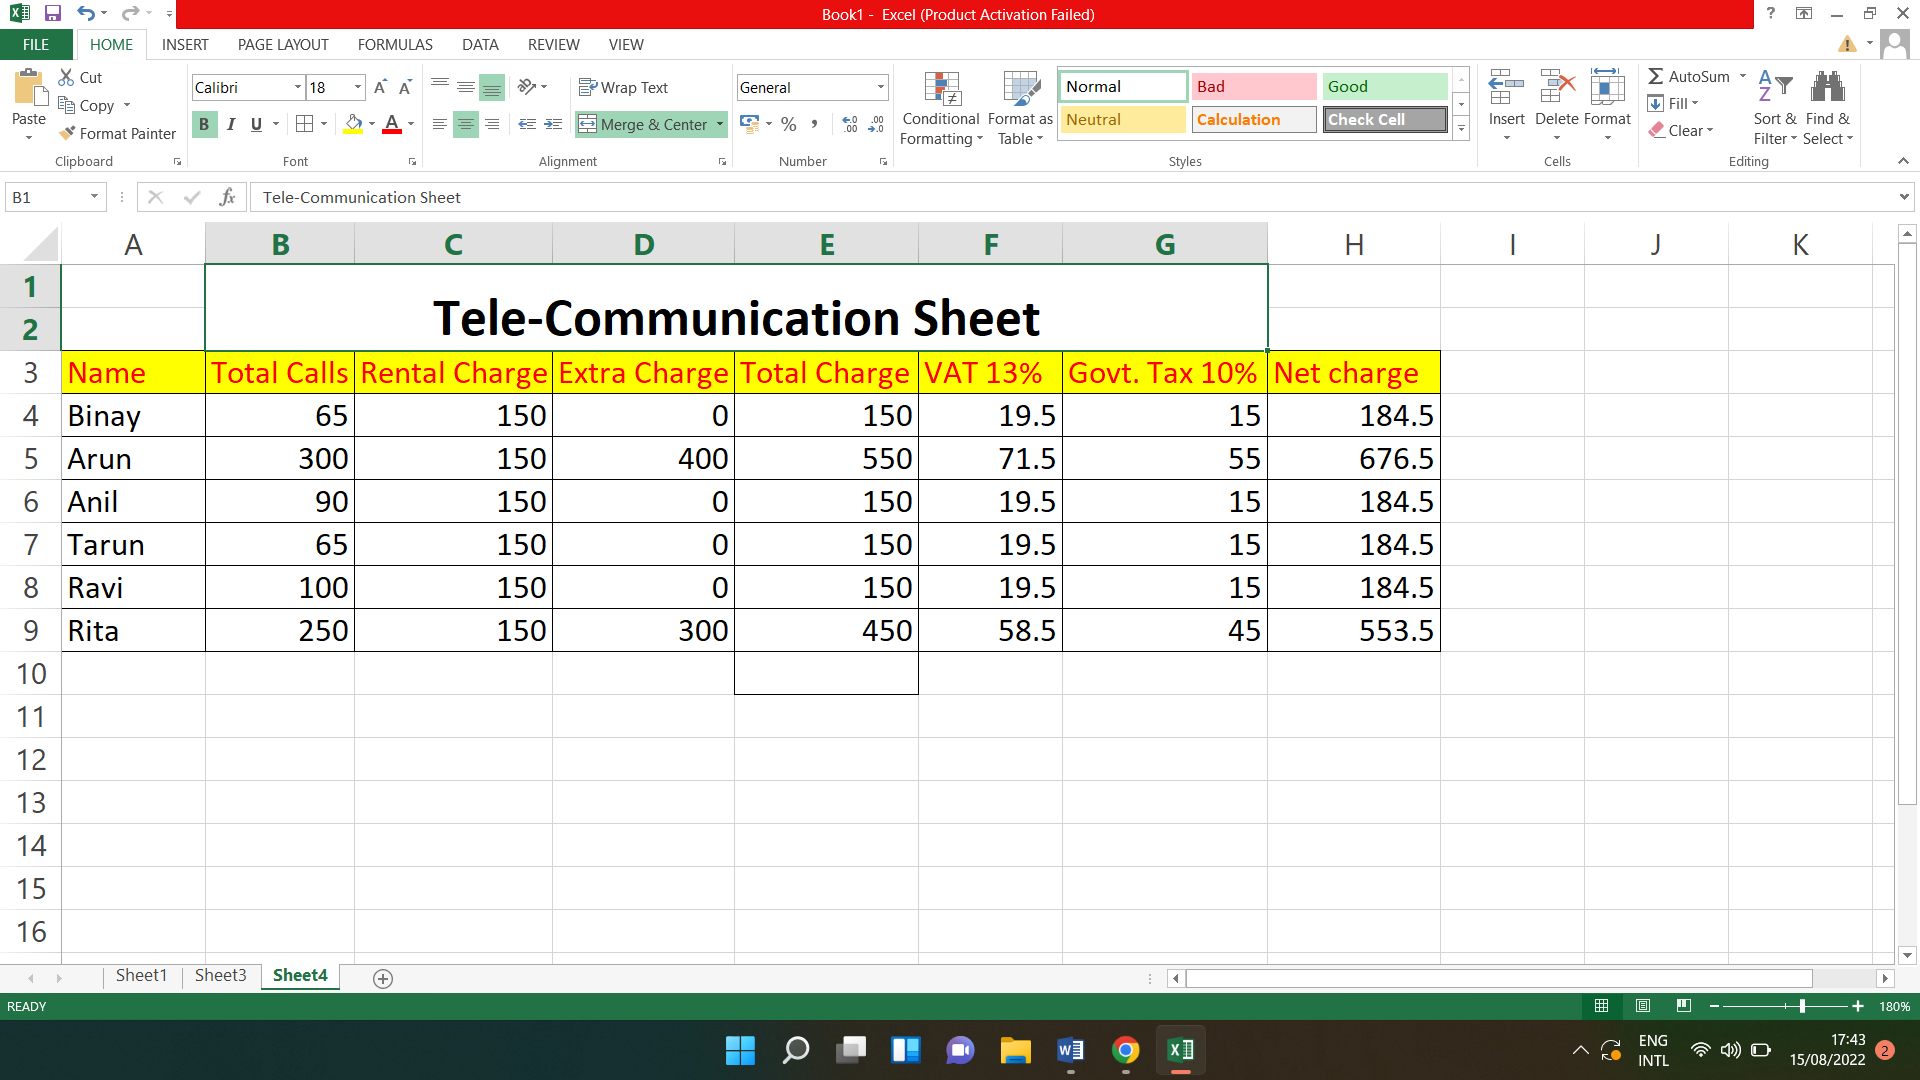 Book1 - Excel (Product Activation Failed)
FILE HOME INSERT PAGE LAYOUT FORMULAS DATA REVIEW VIEW
Paste
Cut
Copy
Format Painter
Clipboard
Calibri 18
B I U
Font
Wrap Text
Merge & Center
Alignment
General
%
Number
Conditional Formatting
Format as Table
Normal Bad Good
Neutral Calculation Check Cell
Styles
Insert Delete Format
Cells
AutoSum
Fill
Clear
Sort & Filter
Find & Select
Editing
B1 fx Tele-Communication Sheet
A B C D E F G H I J K
1
2 Tele-Communication Sheet
3 Name Total Calls Rental Charge Extra Charge Total Charge VAT 13% Govt. Tax 10% Net charge
4 Binay 65 150 0 150 19.5 15 184.5
5 Arun 300 150 400 550 71.5 55 676.5
6 Anil 90 150 0 150 19.5 15 184.5
7 Tarun 65 150 0 150 19.5 15 184.5
8 Ravi 100 150 0 150 19.5 15 184.5
9 Rita 250 150 300 450 58.5 45 553.5
10
11
12
13
14
15
16
Sheet1 Sheet3 Sheet4
READY 180%
ENG INTL
17:43
15/08/2022 2